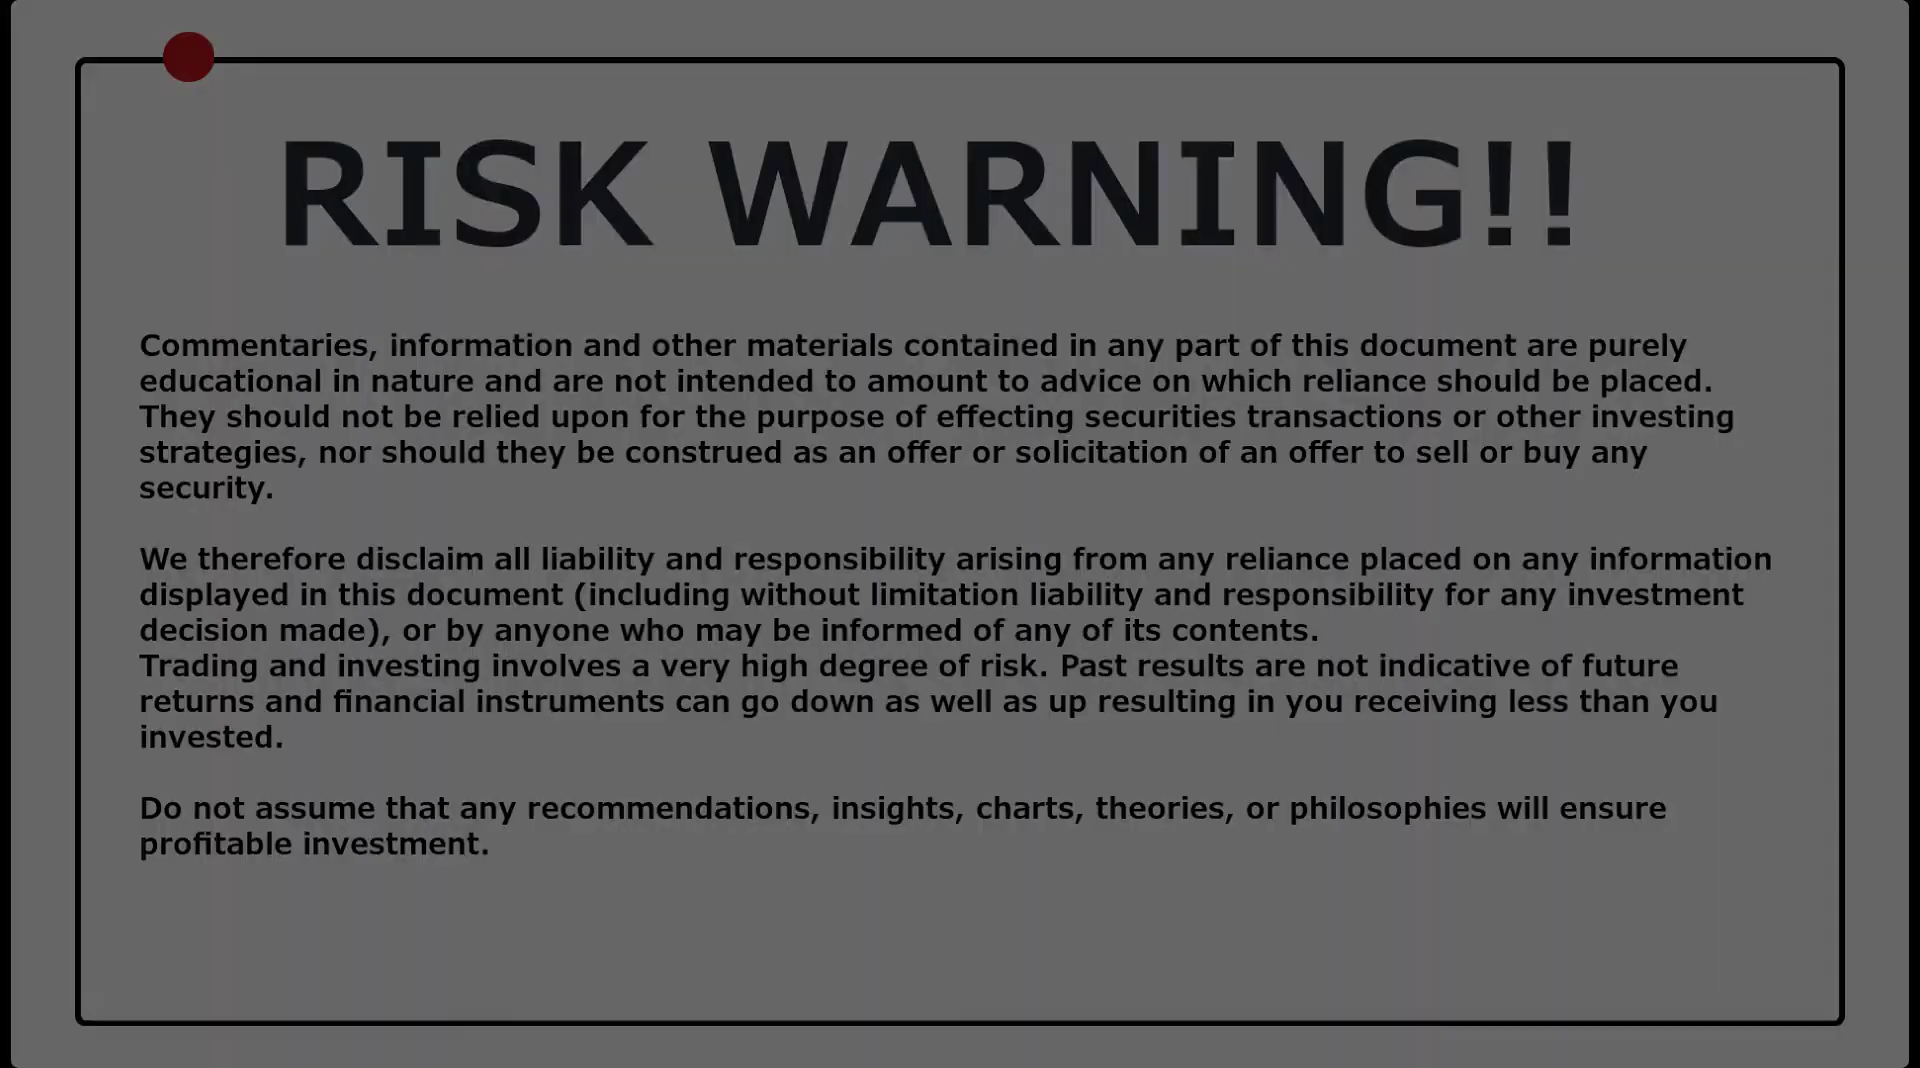 RISK WARNING!!
Commentaries, information and other materials contained in any part of this document are purely
educational in nature and are not intended to amount to advice on which reliance should be placed.
They should not be relied upon for the purpose of effecting securities transactions or other investing
strategies, nor should they be construed as an offer or solicitation of an offer to sell or buy any
security.
We therefore disclaim all liability and responsibility arising from any reliance placed on any information
displayed in this document (including without limitation liability and responsibility for any investment
decision made), or by anyone who may be informed of any of its contents.
Trading and investing involves a very high degree of risk. Past results are not indicative of future
returns and financial instruments can go down as well as up resulting in you receiving less than you
invested.
Do not assume that any recommendations, insights, charts, theories, or philosophies will ensure
profitable investment.